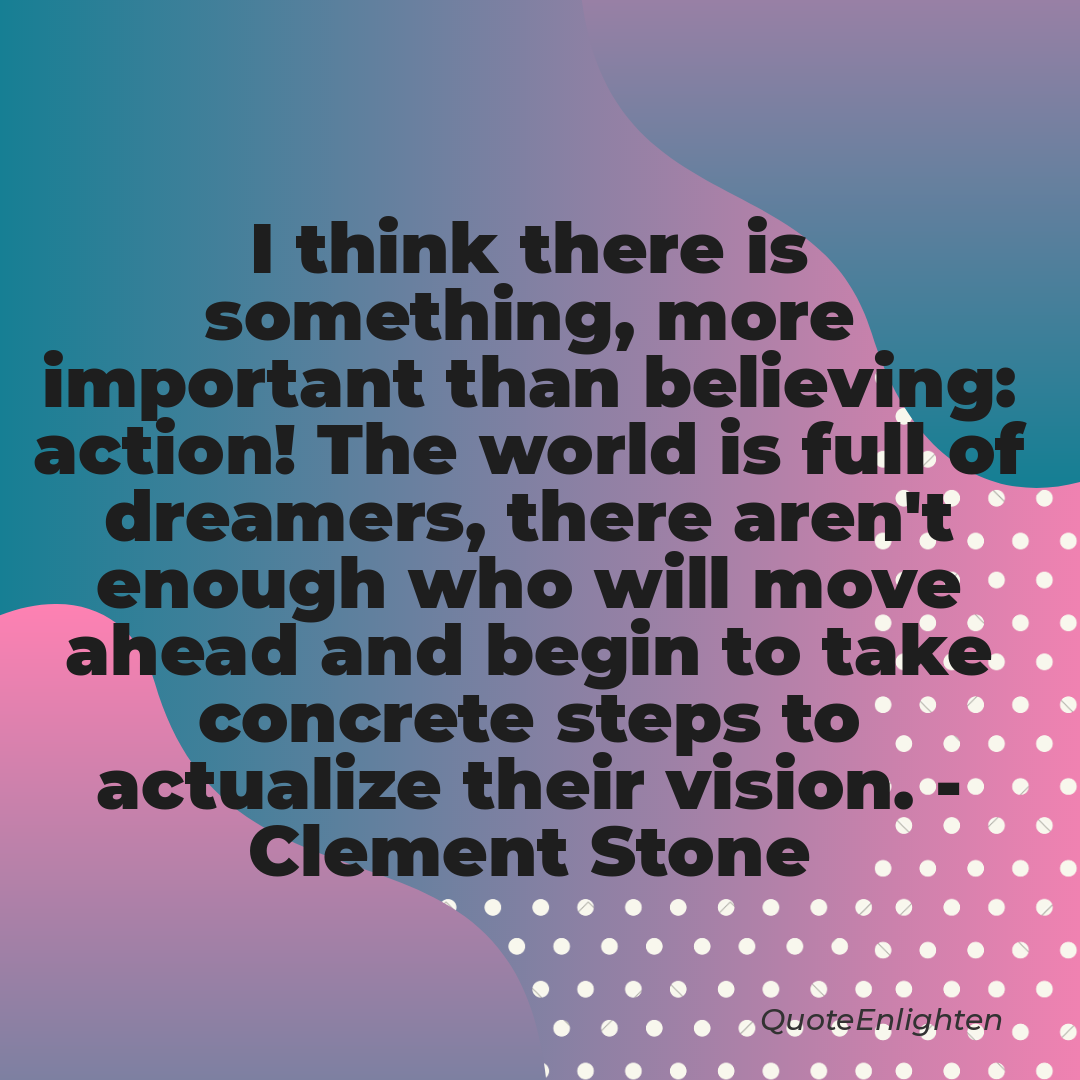 I think there is
something, more
important than believing:
action! The world is full of
dreamers, there aren't
enough who will move
ahead and begin to take
concrete steps to
actualize their vision. -
Clement Stone
QuoteEnlighten